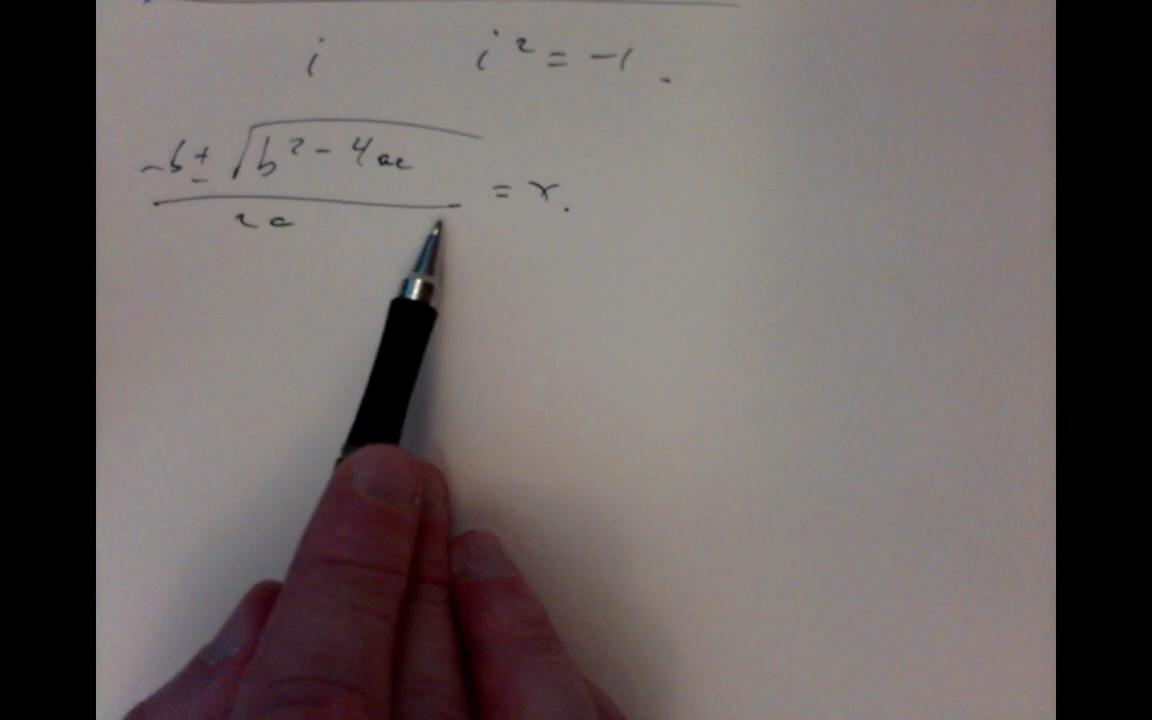 i i² = -1.
-b ± √(b² - 4ac) / 2a = x.